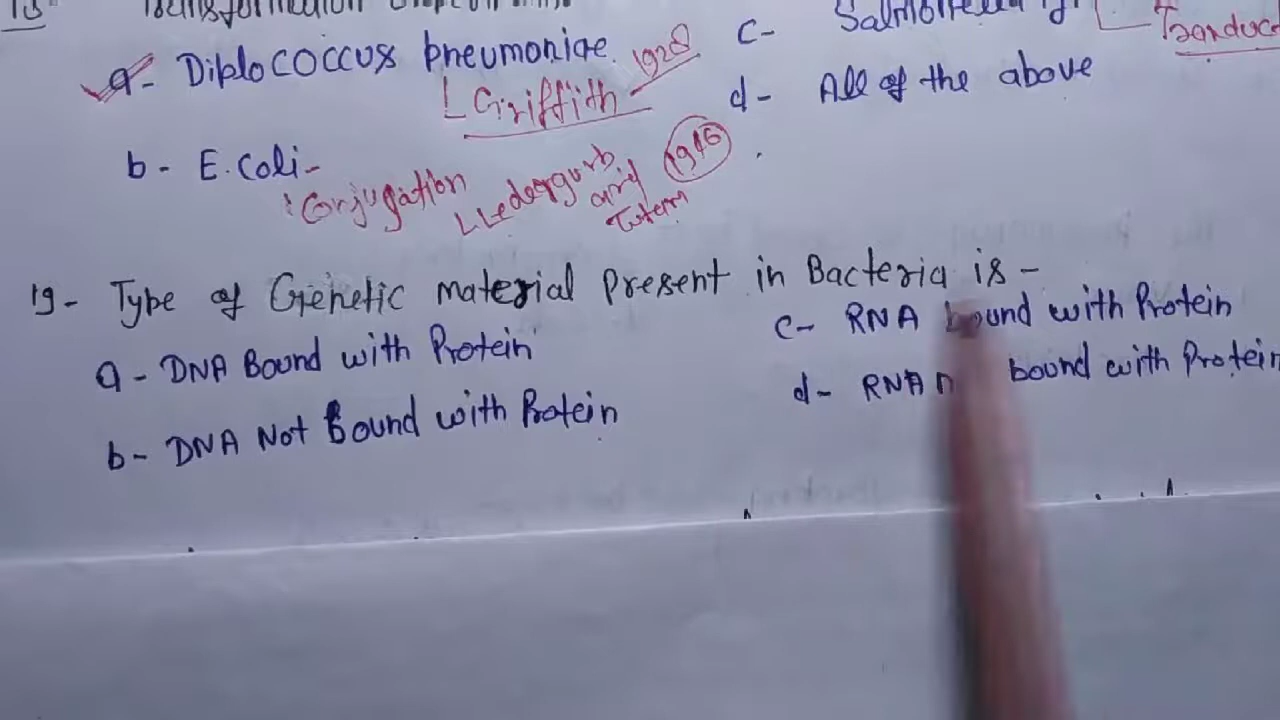 18
a- Diplococcus pneumoniae
Griffith 1928
b- E. Coli-
Conjugation
and 1946
c- Salmonella
d- All of the above
19- Type of Genetic material Present in Bacteria is -
a- DNA Bound with Protein
b- DNA Not Bound with Protein
c- RNA bound with Protein
d- RNA bound with Protein